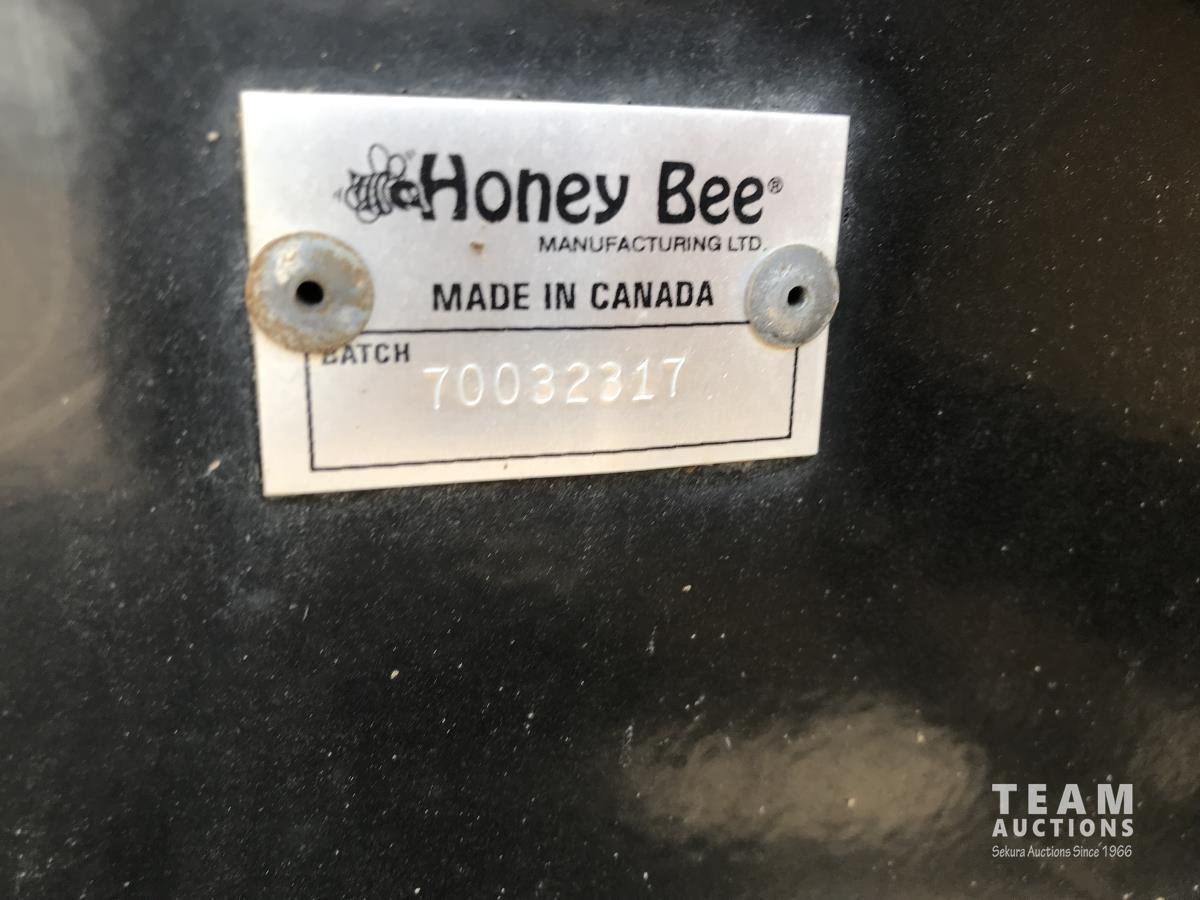 Honey Bee®
MANUFACTURING LTD.
MADE IN CANADA
BATCH
70032317
TEAM
AUCTIONS
Sekura Auctions Since 1966